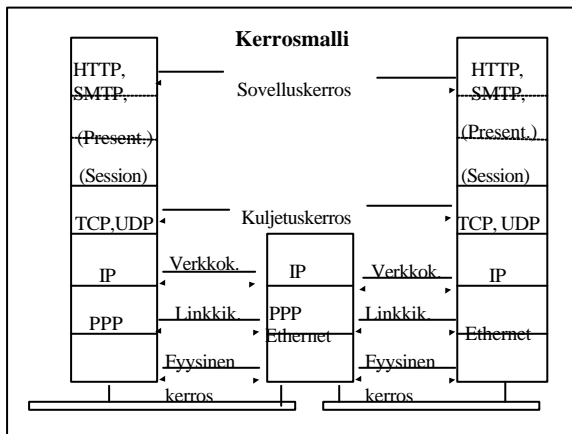 Kerrosmalli
HTTP, HTTP,
SMTP, Sovelluskerros SMTP,
(Present.) (Present.)
(Session) (Session)
TCP,UDP Kuljetuskerros TCP, UDP
IP Verkkok. IP Verkkok. IP
PPP Linkkik. PPP Linkkik.
Ethernet Ethernet
Fyysinen Fyysinen
kerros kerros